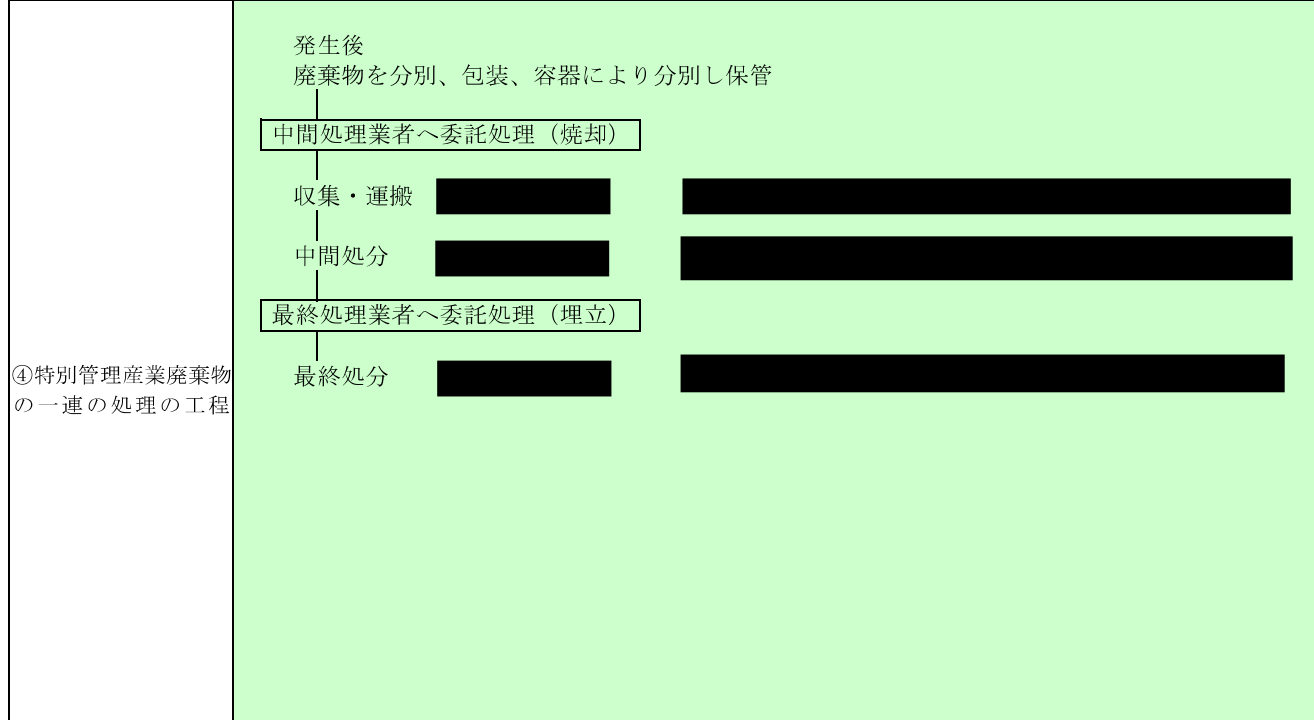 発生後
廃棄物を分別、包装、容器により分別し保管
中間処理業者へ委託処理（焼却）
収集・運搬
中間処分
最終処理業者へ委託処理（埋立）
最終処分
④特別管理産業廃棄物
の一連の処理の工程